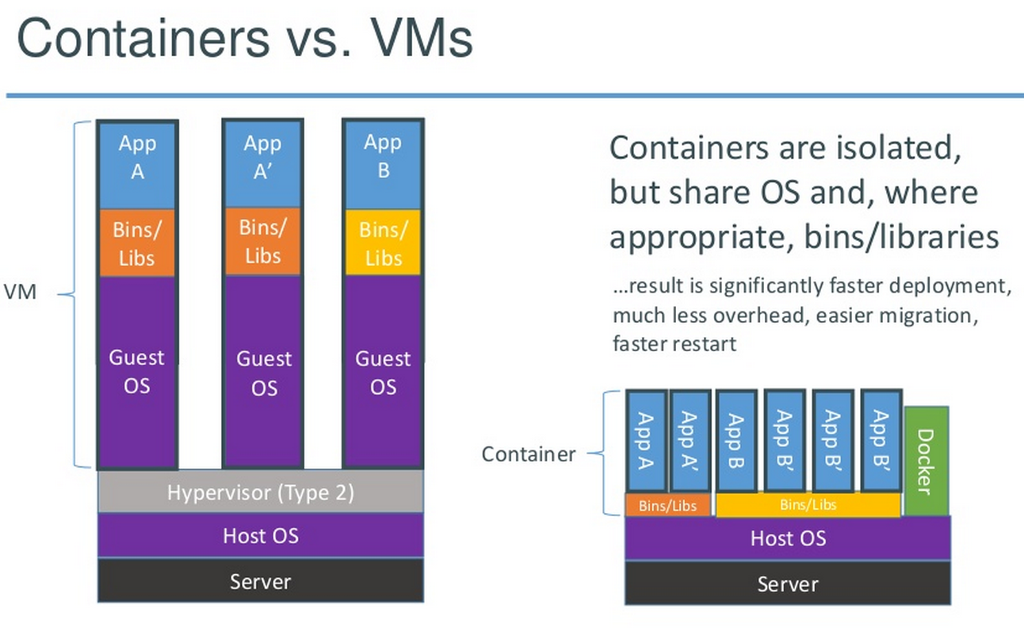 Containers vs. VMs
VM
App
A
Bins/
Libs
Guest
OS
App
A’
Bins/
Libs
Guest
OS
App
B
Bins/
Libs
Guest
OS
Hypervisor (Type 2)
Host OS
Server
Containers are isolated,
but share OS and, where
appropriate, bins/libraries
…result is significantly faster deployment,
much less overhead, easier migration,
faster restart
Container
App A
App A’
App B
App B’
App B’
App B’
Docker
Bins/Libs
Bins/Libs
Host OS
Server